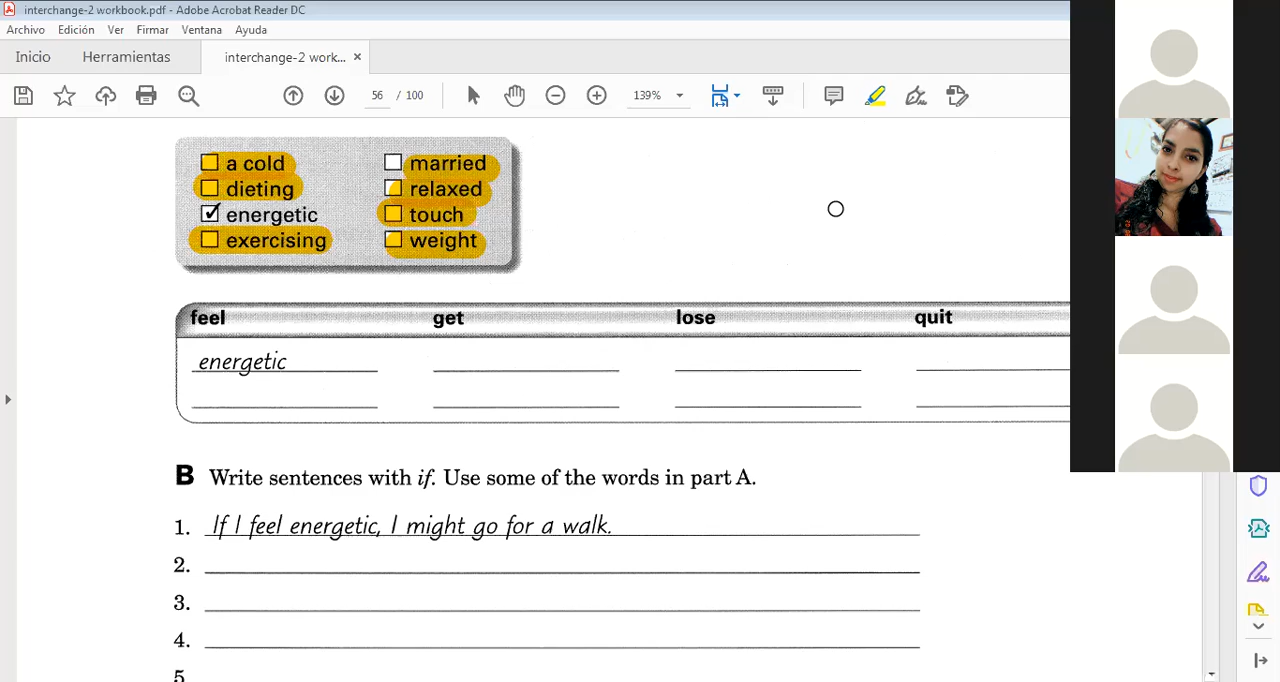 interchange-2 workbook.pdf - Adobe Acrobat Reader DC
Archivo Edición Ver Firmar Ventana Ayuda
Inicio Herramientas interchange-2 work... ×
56 / 100 139%
a cold married
dieting relaxed
energetic touch
exercising weight
feel get lose quit
energetic
B Write sentences with if. Use some of the words in part A.
1. If I feel energetic, I might go for a walk.
2.
3.
4.
5